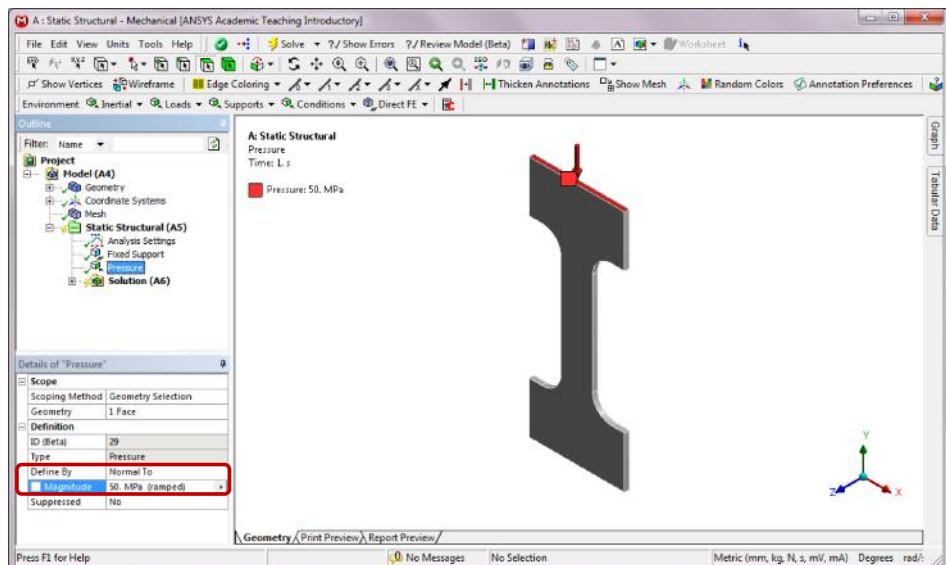 A : Static Structural - Mechanical [ANSYS Academic Teaching Introductory]
File Edit View Units Tools Help Solve ?/ Show Errors ?/ Review Model (Beta) A Worksheet
Show Vertices Wireframe Edge Coloring Thicken Annotations Show Mesh Random Colors Annotation Preferences
Environment Inertial Loads Supports Conditions Direct FE
Outline
Filter: Name
Project
Model (A4)
Geometry
Coordinate Systems
Mesh
Static Structural (A5)
Analysis Settings
Fixed Support
Pressure
Solution (A6)
Details of "Pressure"
Scope
Scoping Method Geometry Selection
Geometry 1 Face
Definition
ID (Beta) 29
Type Pressure
Define By Normal To
Magnitude 50. MPa (ramped)
Suppressed No
A: Static Structural
Pressure
Time: 1. s
Pressure: 50. MPa
Y
Z X
Graph
Tabular Data
Geometry Print Preview Report Preview
Press F1 for Help No Messages No Selection Metric (mm, kg, N, s, mV, mA) Degrees rad/s